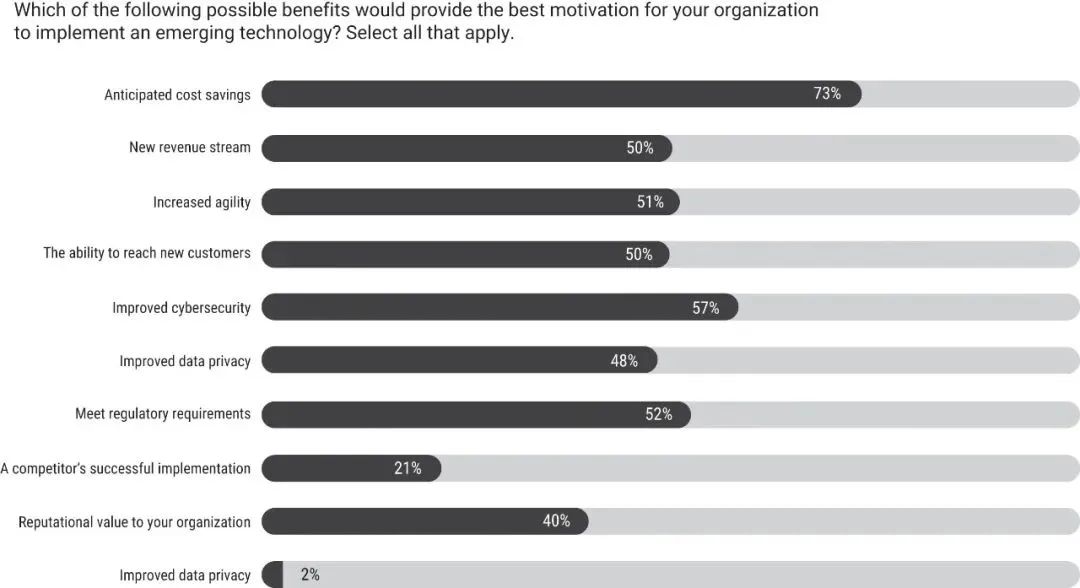 Which of the following possible benefits would provide the best motivation for your organization
to implement an emerging technology? Select all that apply.
Anticipated cost savings 73%
New revenue stream 50%
Increased agility 51%
The ability to reach new customers 50%
Improved cybersecurity 57%
Improved data privacy 48%
Meet regulatory requirements 52%
A competitor's successful implementation 21%
Reputational value to your organization 40%
Improved data privacy 2%